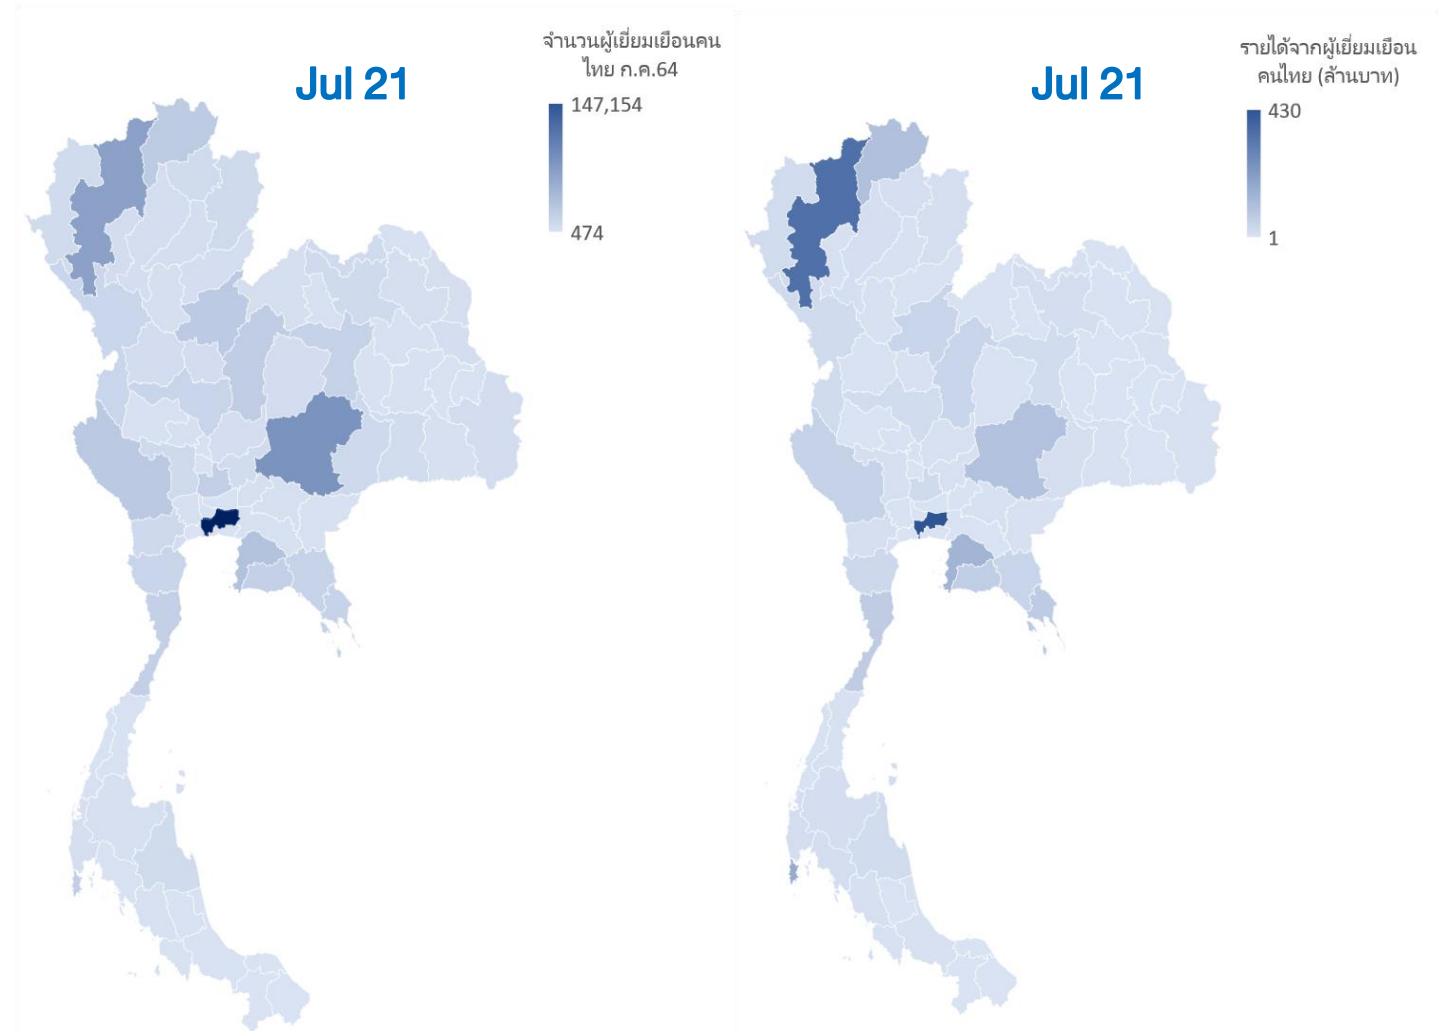 จำนวนผู้เยี่ยมเยือนคน
ไทย ก.ค.64
Jul 21
147,154
474
รายได้จากผู้เยี่ยมเยือน
คนไทย (ล้านบาท)
Jul 21
430
1